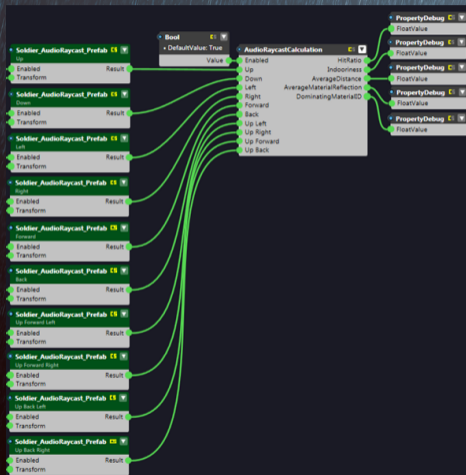 Soldier_AudioRaycast_Prefab
Up
Enabled Result
Transform
Soldier_AudioRaycast_Prefab
Down
Enabled Result
Transform
Soldier_AudioRaycast_Prefab
Left
Enabled Result
Transform
Soldier_AudioRaycast_Prefab
Right
Enabled Result
Transform
Soldier_AudioRaycast_Prefab
Forward
Enabled Result
Transform
Soldier_AudioRaycast_Prefab
Back
Enabled Result
Transform
Soldier_AudioRaycast_Prefab
Up Forward Left
Enabled Result
Transform
Soldier_AudioRaycast_Prefab
Up Forward Right
Enabled Result
Transform
Soldier_AudioRaycast_Prefab
Up Back Left
Enabled Result
Transform
Soldier_AudioRaycast_Prefab
Up Back Right
Enabled Result
Transform
Bool
• DefaultValue: True
Value
AudioRaycastCalculation
Enabled HitRatio
Up Indooriness
Down AverageDistance
Left AverageMaterialReflection
Right DominatingMaterialID
Forward
Back
Up Left
Up Right
Up Forward
Up Back
PropertyDebug
FloatValue
PropertyDebug
FloatValue
PropertyDebug
FloatValue
PropertyDebug
FloatValue
PropertyDebug
FloatValue